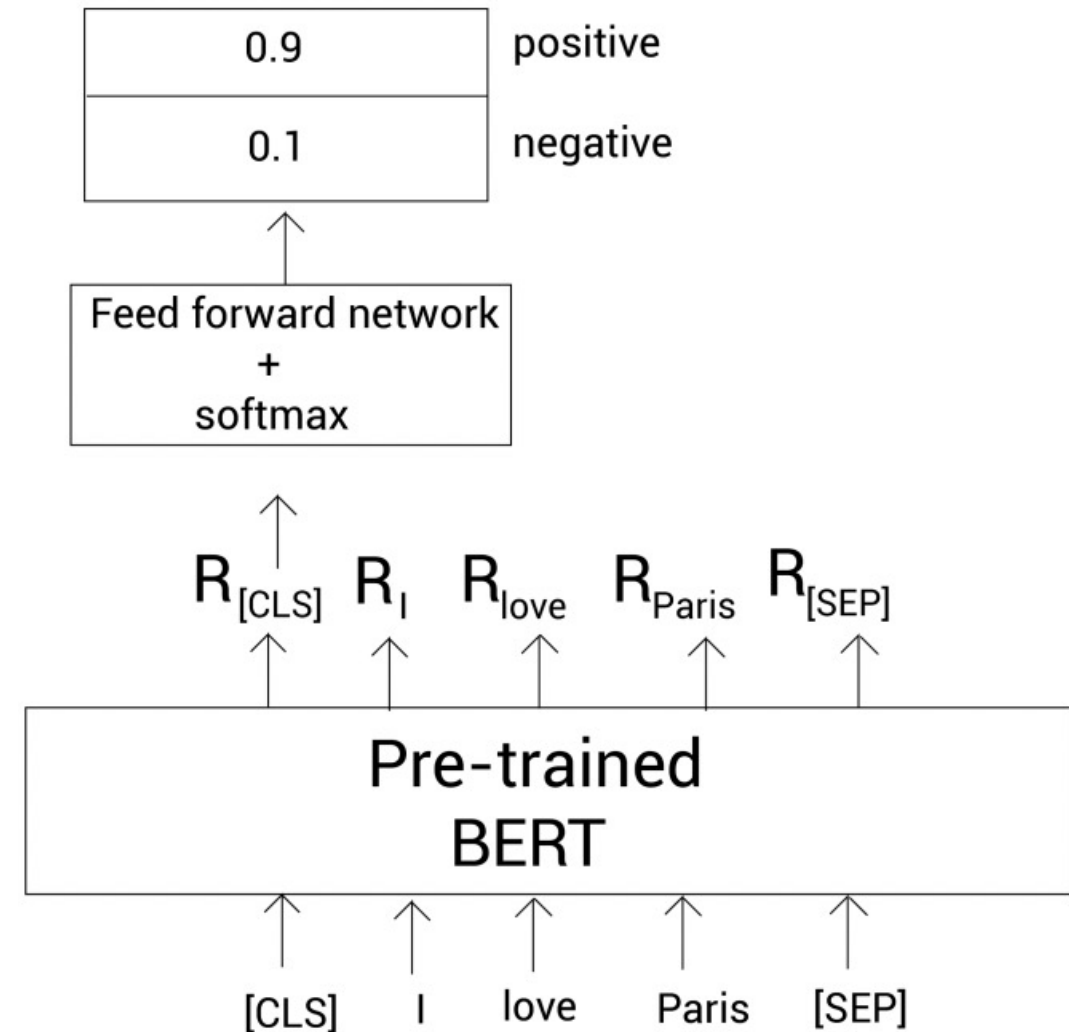 0.9 positive
0.1 negative
Feed forward network
+
softmax
R[CLS] RI Rlove RParis R[SEP]
Pre-trained
BERT
[CLS] I love Paris [SEP]